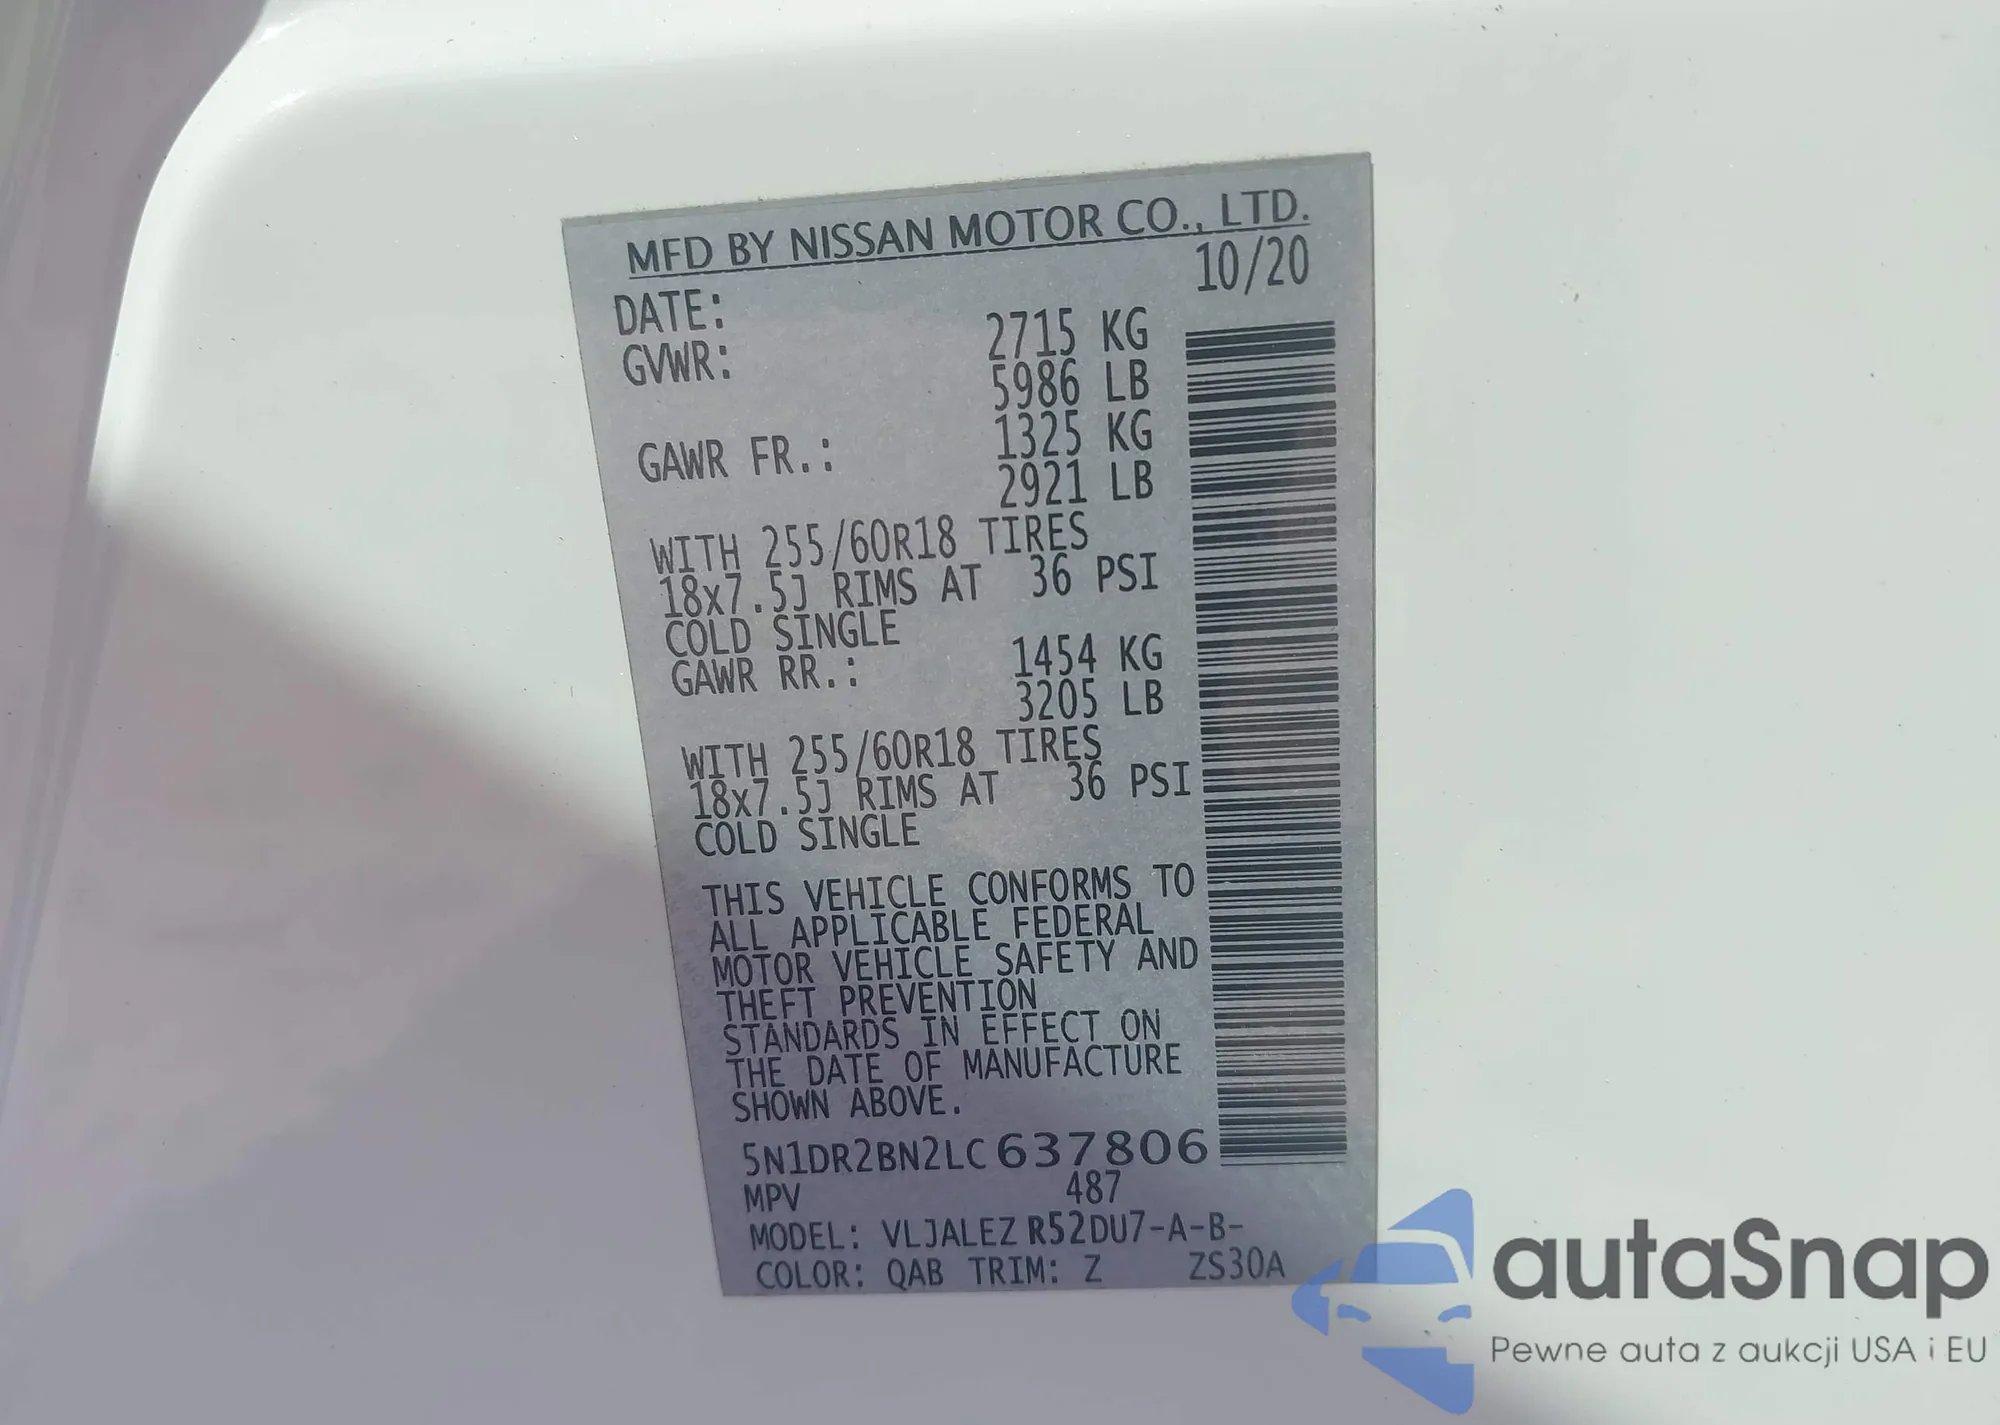 MFD BY NISSAN MOTOR CO., LTD.
DATE: 10/20
GVWR: 2715 KG
5986 LB
GAWR FR.: 1325 KG
2921 LB
WITH 255/60R18 TIRES
18x7.5J RIMS AT 36 PSI
COLD SINGLE
GAWR RR.: 1454 KG
3205 LB
WITH 255/60R18 TIRES
18x7.5J RIMS AT 36 PSI
COLD SINGLE
THIS VEHICLE CONFORMS TO
ALL APPLICABLE FEDERAL
MOTOR VEHICLE SAFETY AND
THEFT PREVENTION
STANDARDS IN EFFECT ON
THE DATE OF MANUFACTURE
SHOWN ABOVE.
5N1DR2BN2LC637806
MPV 487
MODEL: VLJALEZ R52DU7-A-B-
COLOR: QAB TRIM: Z ZS30A
autaSnap
Pewne auta z aukcji USA i EU